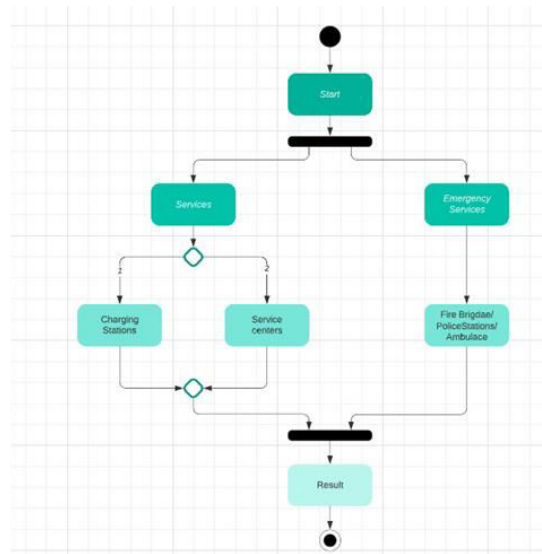 Start
Services
Emergency
Services
1
2
Charging
Stations
Service
centers
Fire Brigdae/
PoliceStations/
Ambulace
Result